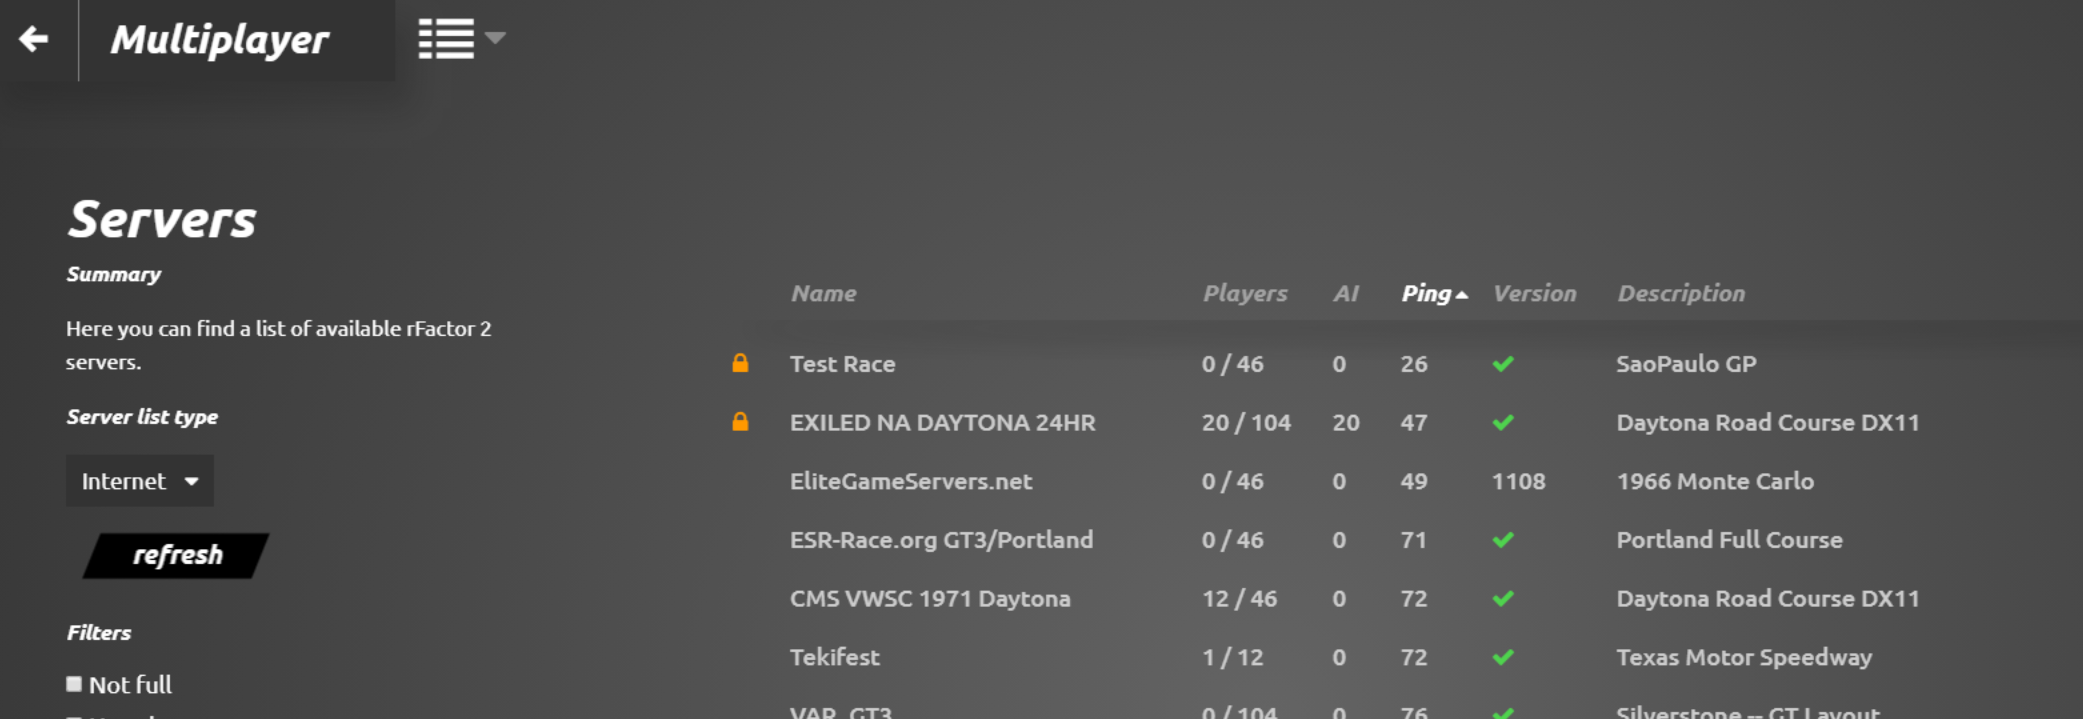 Multiplayer
Servers
Summary
Here you can find a list of available rFactor 2
servers.
Server list type
Internet
refresh
Filters
Not full
Name Players AI Ping Version Description
Test Race 0 / 46 0 26 SaoPaulo GP
EXILED NA DAYTONA 24HR 20 / 104 20 47 Daytona Road Course DX11
EliteGameServers.net 0 / 46 0 49 1108 1966 Monte Carlo
ESR-Race.org GT3/Portland 0 / 46 0 71 Portland Full Course
CMS VWSC 1971 Daytona 12 / 46 0 72 Daytona Road Course DX11
Tekifest 1 / 12 0 72 Texas Motor Speedway
VAR_GT3 0 / 104 0 76 Silverstone -- GT Layout